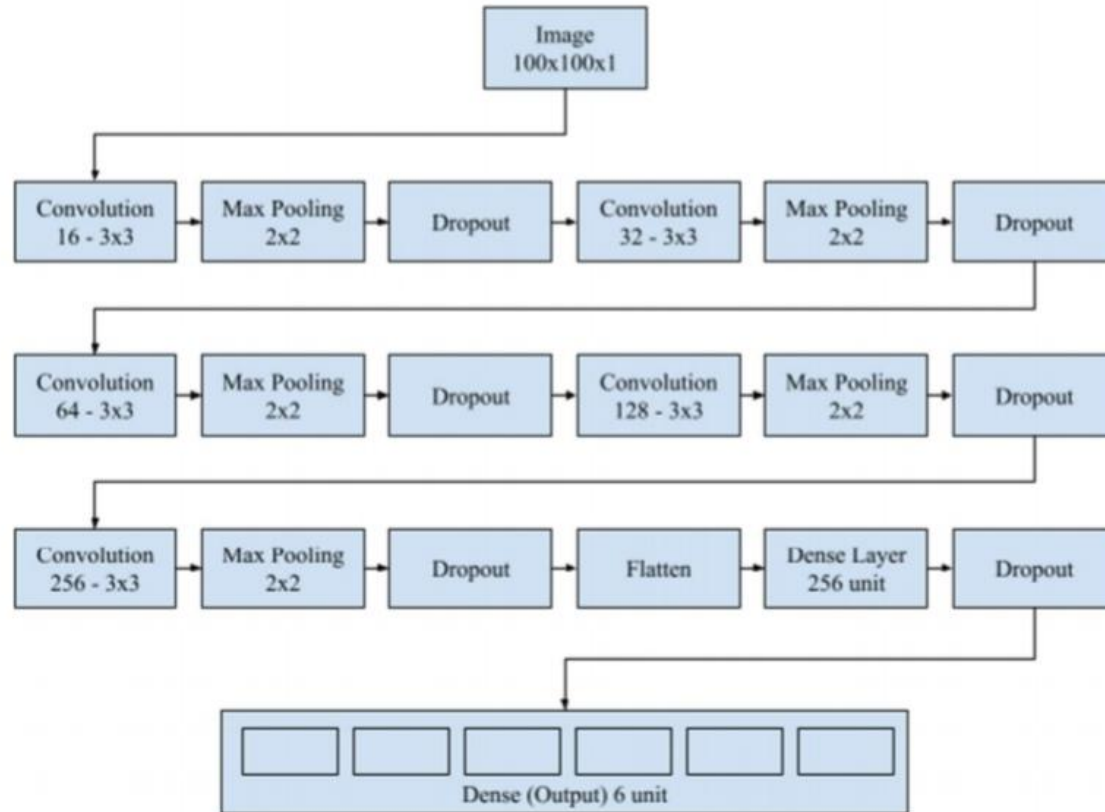 Image
100x100x1
Convolution
16 - 3x3
Max Pooling
2x2
Dropout
Convolution
32 - 3x3
Max Pooling
2x2
Dropout
Convolution
64 - 3x3
Max Pooling
2x2
Dropout
Convolution
128 - 3x3
Max Pooling
2x2
Dropout
Convolution
256 - 3x3
Max Pooling
2x2
Dropout
Flatten
Dense Layer
256 unit
Dropout
Dense (Output) 6 unit